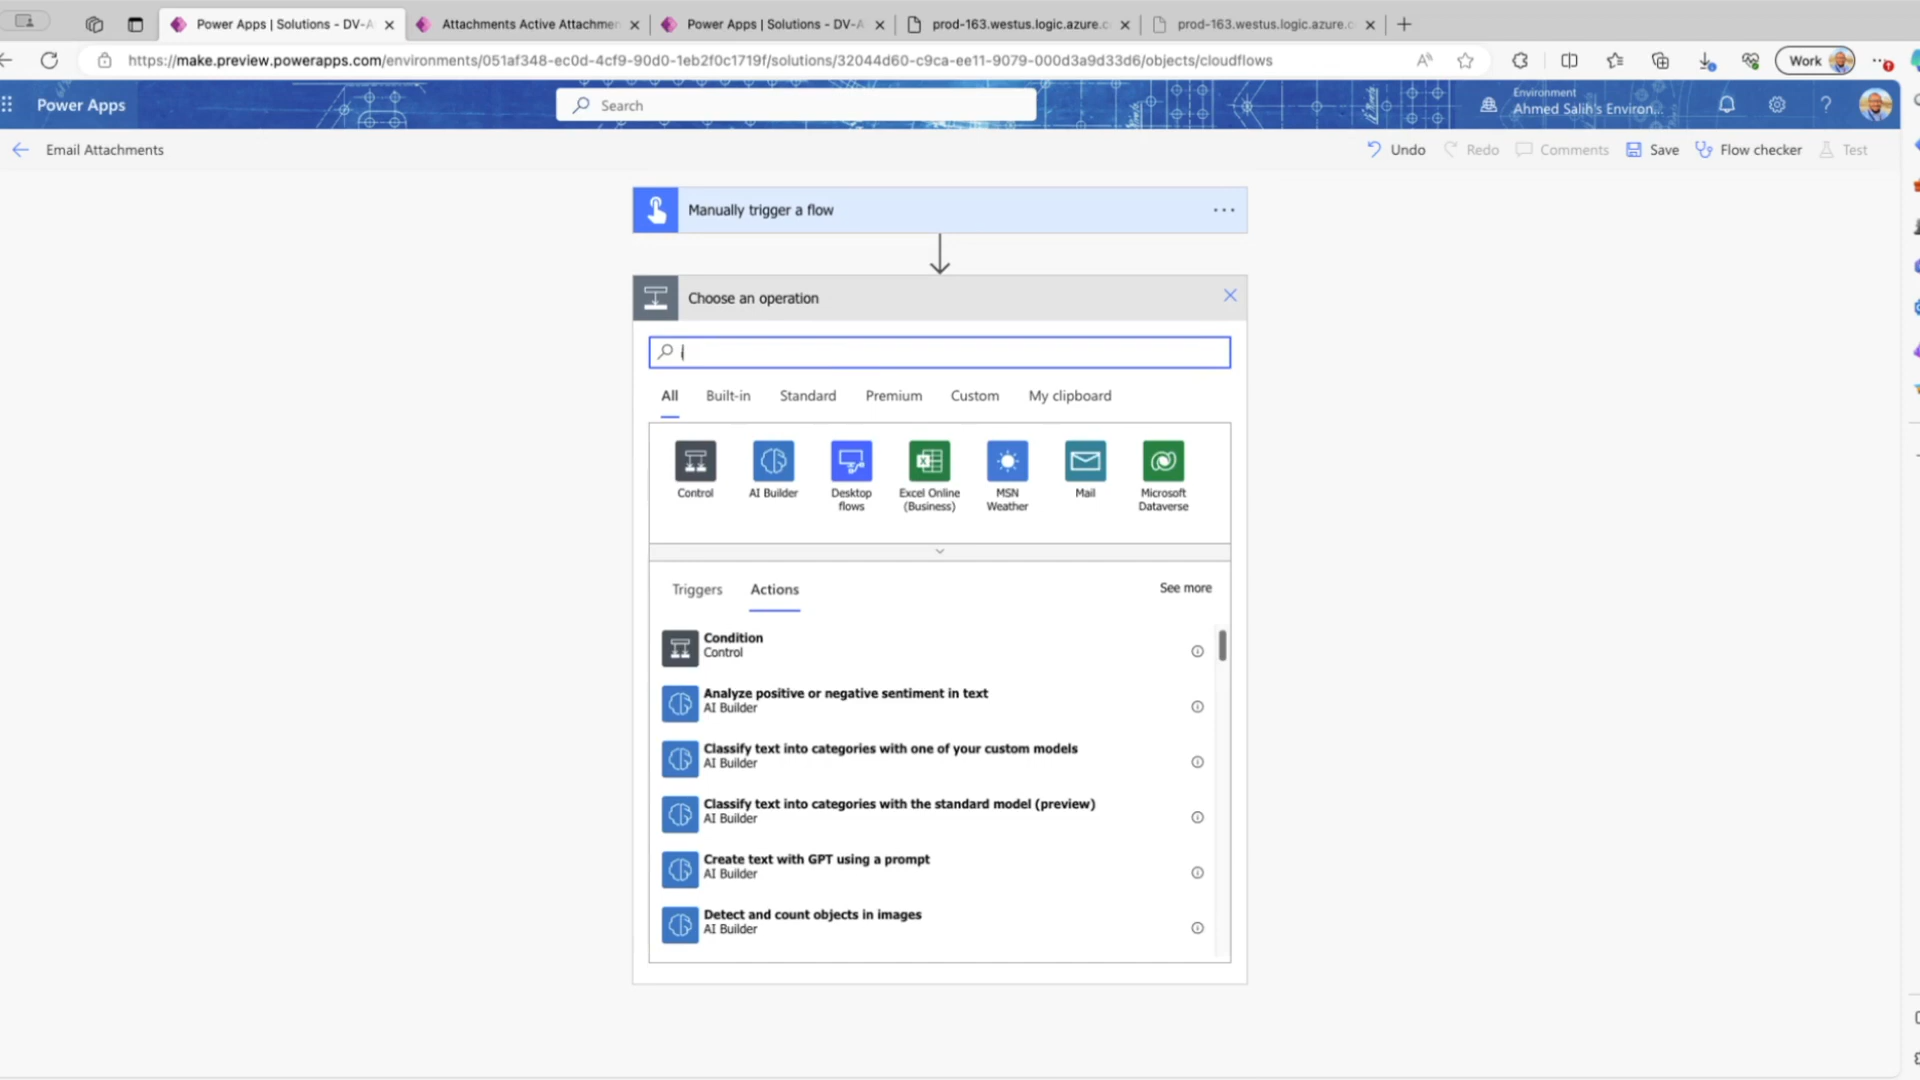 Power Apps | Solutions - DV-A
Attachments Active Attachmen
Power Apps | Solutions - DV-A
prod-163.westus.logic.azure.c
prod-163.westus.logic.azure.c
https://make.preview.powerapps.com/environments/051af348-ec0d-4cf9-90d0-1eb2f0c1719f/solutions/32044d60-c9ca-ee11-9079-000d3a9d33d6/objects/cloudflows
Work
Power Apps
Search
Environment
Ahmed Salih's Environ...
Email Attachments
Undo
Redo
Comments
Save
Flow checker
Test
Manually trigger a flow
Choose an operation
All
Built-in
Standard
Premium
Custom
My clipboard
Control
AI Builder
Desktop
flows
Excel Online
(Business)
MSN
Weather
Mail
Microsoft
Dataverse
Triggers
Actions
See more
Condition
Control
Analyze positive or negative sentiment in text
AI Builder
Classify text into categories with one of your custom models
AI Builder
Classify text into categories with the standard model (preview)
AI Builder
Create text with GPT using a prompt
AI Builder
Detect and count objects in images
AI Builder